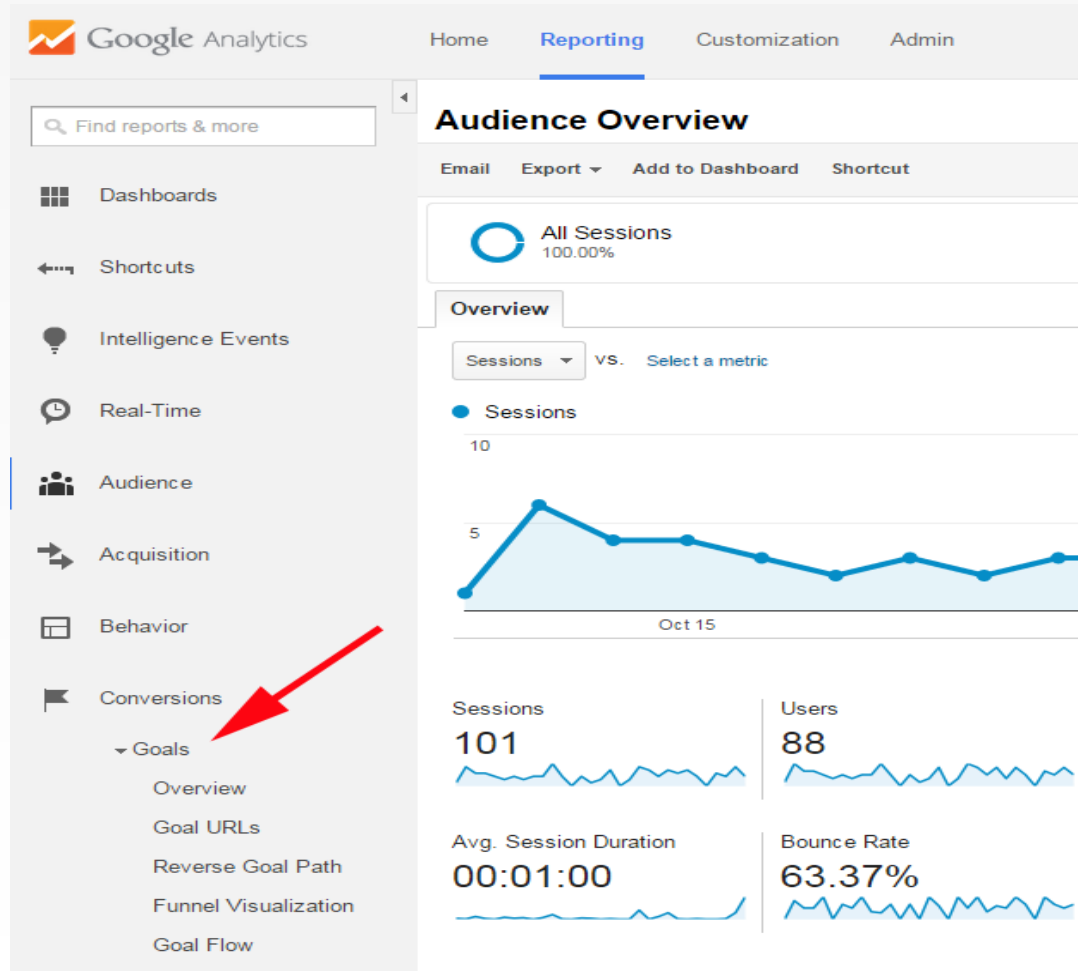 Google Analytics
Home Reporting Customization Admin
Find reports & more
Dashboards
Shortcuts
Intelligence Events
Real-Time
Audience
Acquisition
Behavior
Conversions
Goals
Overview
Goal URLs
Reverse Goal Path
Funnel Visualization
Goal Flow
Audience Overview
Email Export Add to Dashboard Shortcut
All Sessions
100.00%
Overview
Sessions VS. Select a metric
Sessions
10
5
Oct 15
Sessions
101
Users
88
Avg. Session Duration
00:01:00
Bounce Rate
63.37%